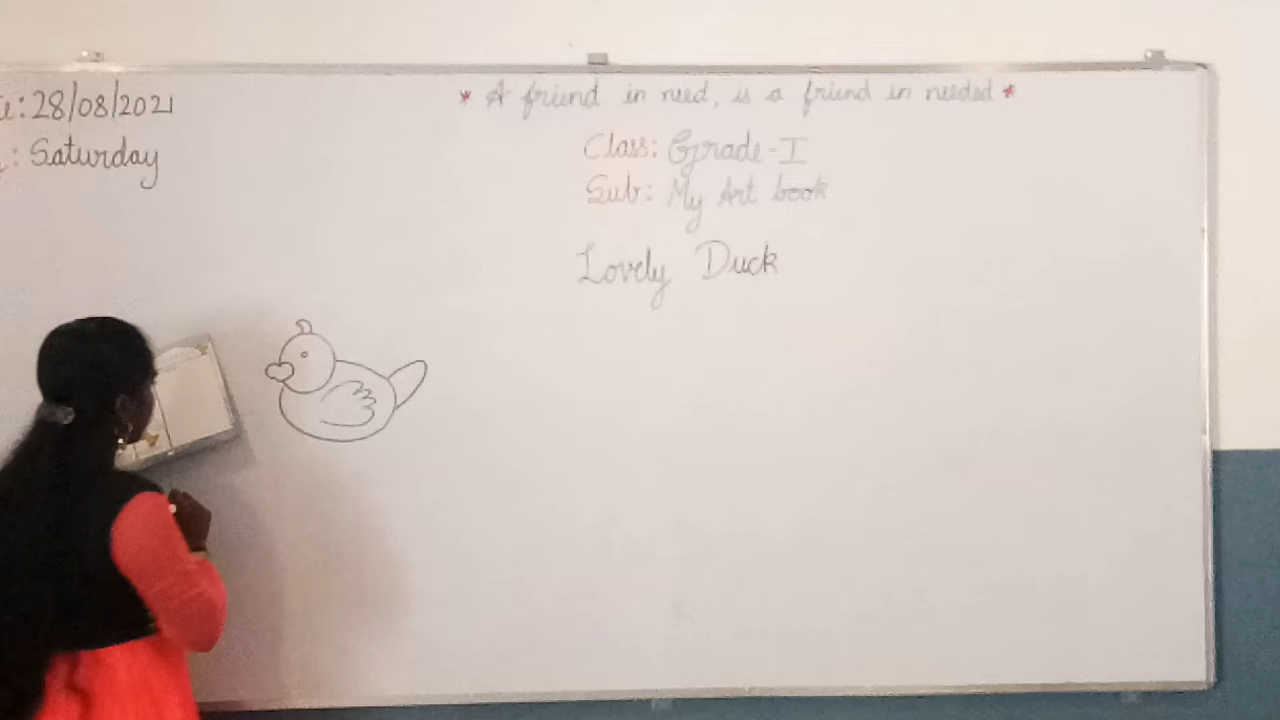 * A friend in need, is a friend in needed *
: 28/08/2021
: Saturday
Class: Grade-I
Sub: My Art book
Lovely Duck